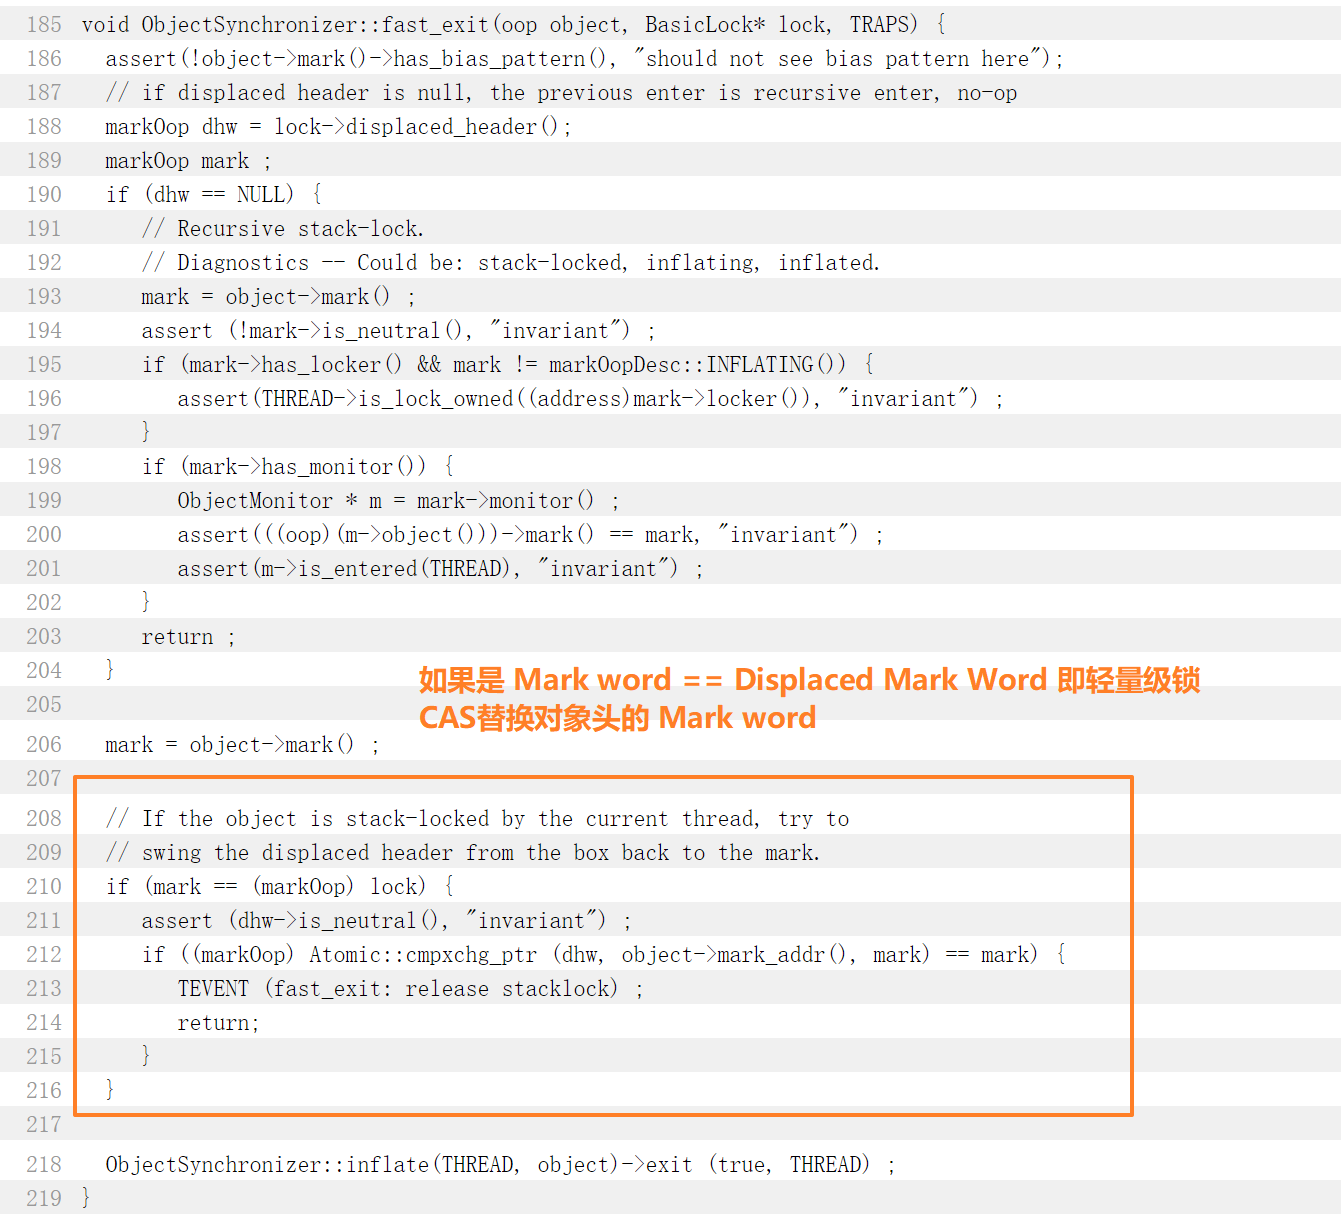 185 void ObjectSynchronizer::fast_exit(oop object, BasicLock* lock, TRAPS) {
186   assert(!object->mark()->has_bias_pattern(), "should not see bias pattern here");
187   // if displaced header is null, the previous enter is recursive enter, no-op
188   markOop dhw = lock->displaced_header();
189   markOop mark ;
190   if (dhw == NULL) {
191      // Recursive stack-lock.
192      // Diagnostics -- Could be: stack-locked, inflating, inflated.
193      mark = object->mark() ;
194      assert (!mark->is_neutral(), "invariant") ;
195      if (mark->has_locker() && mark != markOopDesc::INFLATING()) {
196         assert(THREAD->is_lock_owned((address)mark->locker()), "invariant") ;
197      }
198      if (mark->has_monitor()) {
199         ObjectMonitor * m = mark->monitor() ;
200         assert(((oop)(m->object()))->mark() == mark, "invariant") ;
201         assert(m->is_entered(THREAD), "invariant") ;
202      }
203      return ;
204   }
如果是 Mark word == Displaced Mark Word 即轻量级锁
205
CAS替换对象头的 Mark word
206   mark = object->mark() ;
207
208   // If the object is stack-locked by the current thread, try to
209   // swing the displaced header from the box back to the mark.
210   if (mark == (markOop) lock) {
211      assert (dhw->is_neutral(), "invariant") ;
212      if ((markOop) Atomic::cmpxchg_ptr (dhw, object->mark_addr(), mark) == mark) {
213         TEVENT (fast_exit: release stacklock) ;
214         return;
215      }
216   }
217
218   ObjectSynchronizer::inflate(THREAD, object)->exit (true, THREAD) ;
219 }